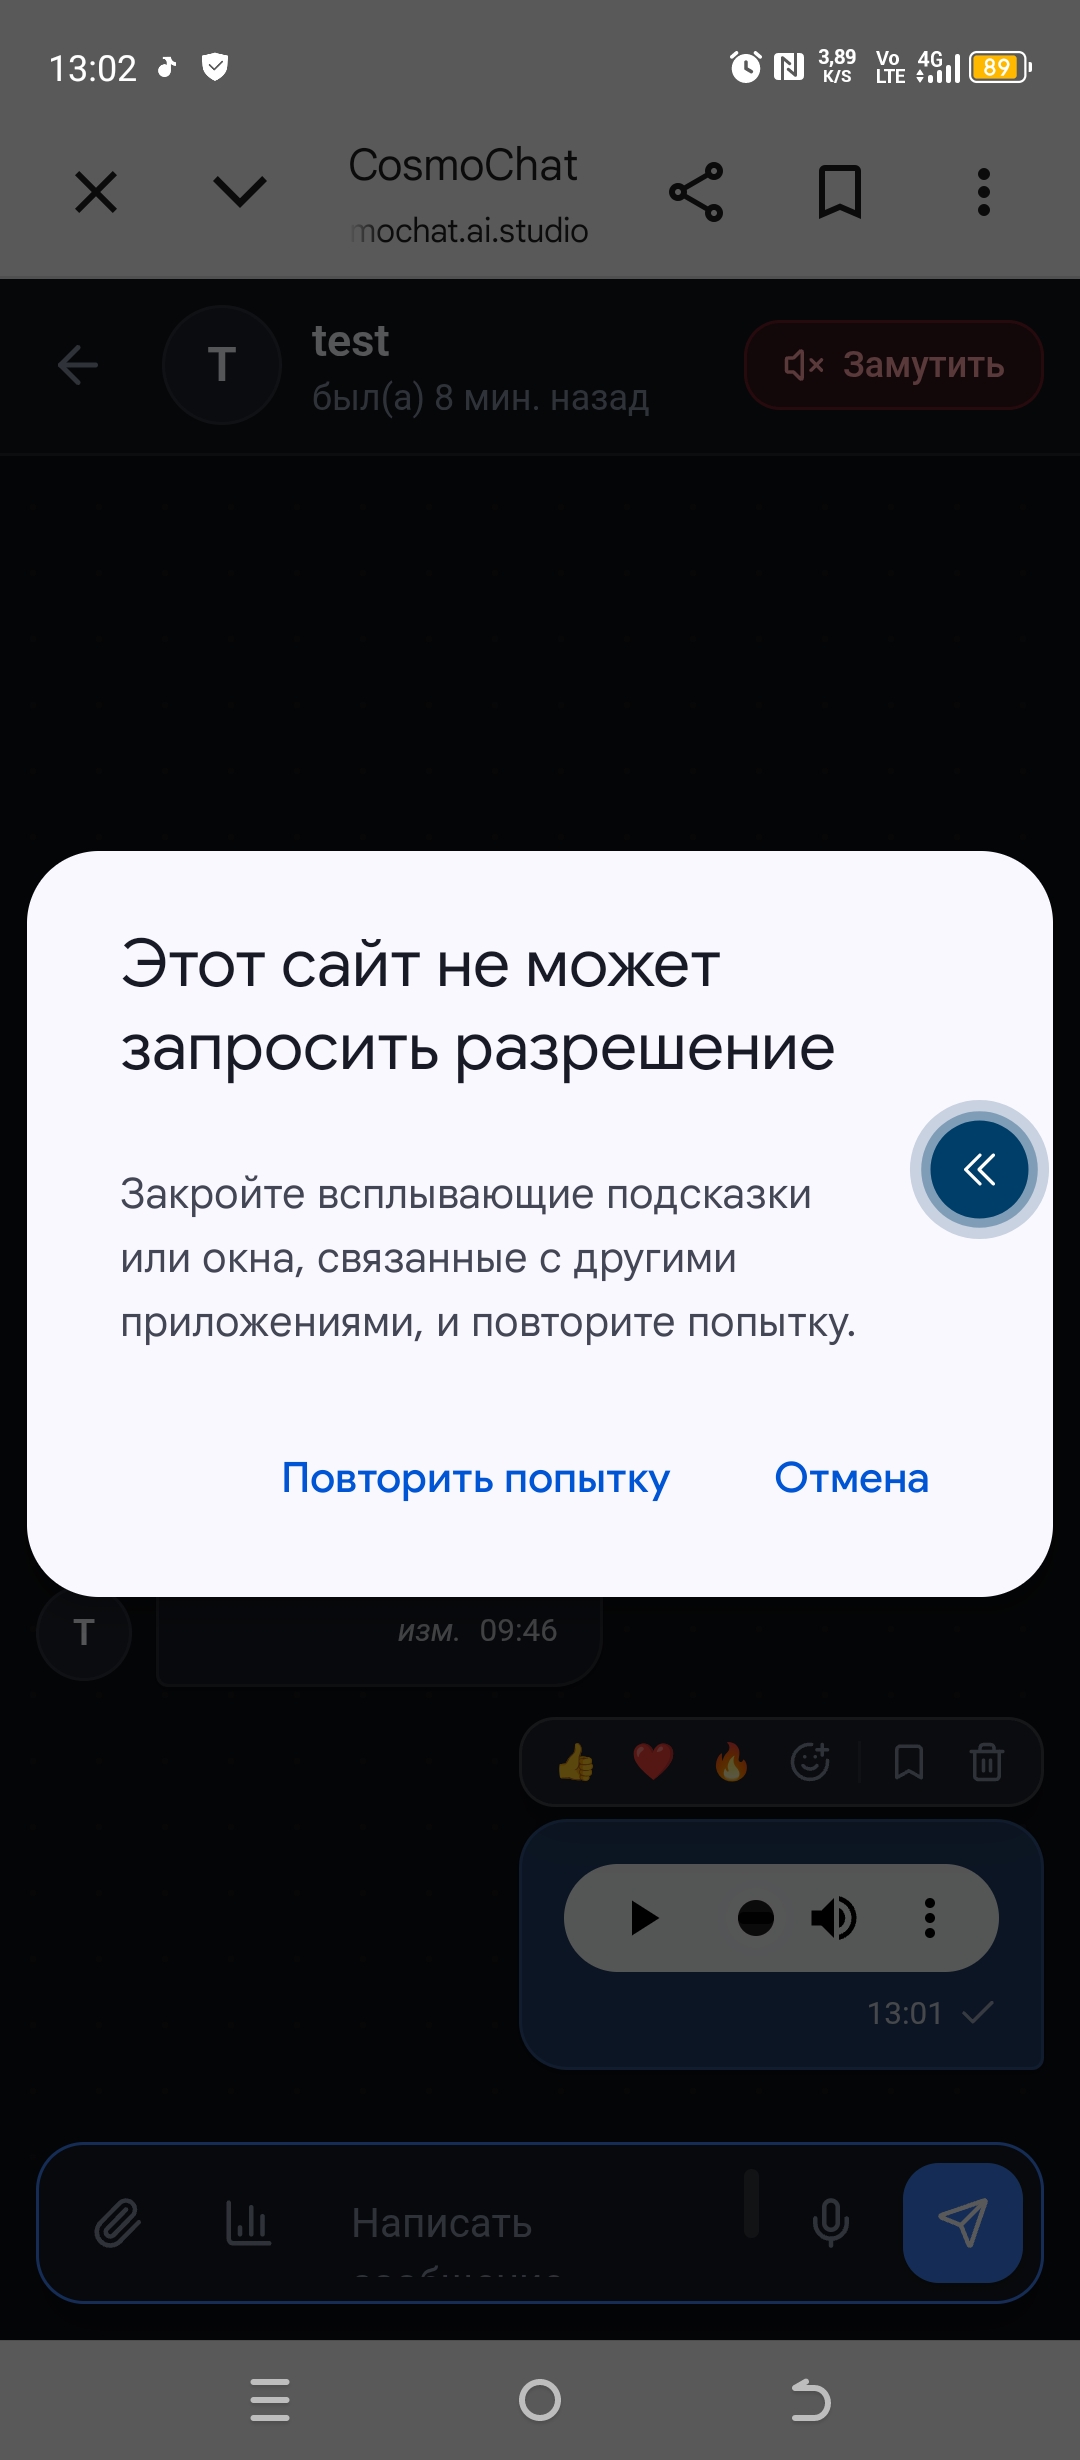 13:02
3,89 K/S
Vo LTE
4G
89
CosmoChat
mochat.ai.studio
T
test
был(а) 8 мин. назад
Замутить
Этот сайт не может
запросить разрешение
Закройте всплывающие подсказки
или окна, связанные с другими
приложениями, и повторите попытку.
Повторить попытку
Отмена
T
изм. 09:46
13:01
Написать